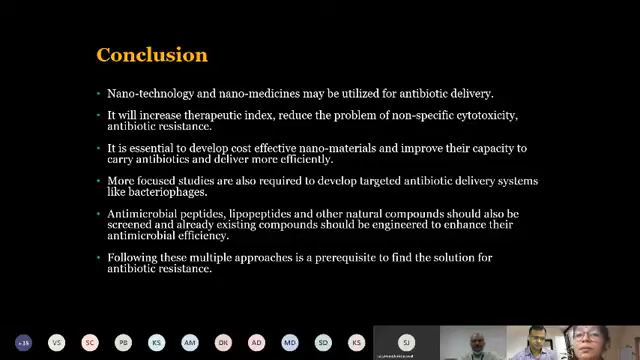 Conclusion
• Nano-technology and nano-medicines may be utilized for antibiotic delivery.
• It will increase therapeutic index, reduce the problem of non-specific cytotoxicity,
antibiotic resistance.
• It is essential to develop cost effective nano-materials and improve their capacity to
carry antibiotics and deliver more efficiently.
• More focused studies are also required to develop targeted antibiotic delivery systems
like bacteriophages.
• Antimicrobial peptides, lipopeptides and other natural compounds should also be
screened and already existing compounds should be engineered to enhance their
antimicrobial efficiency.
• Following these multiple approaches is a prerequisite to find the solution for
antibiotic resistance.
VS SC PB KS AM DK AD MD SD KS SJ